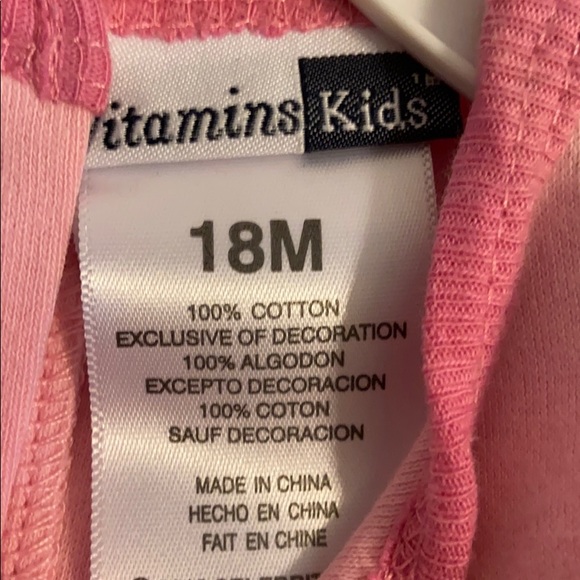 itamins Kids
18M
100% COTTON
EXCLUSIVE OF DECORATION
100% ALGODON
EXCEPTO DECORACION
100% COTON
SAUF DECORACION
MADE IN CHINA
HECHO EN CHINA
FAIT EN CHINE